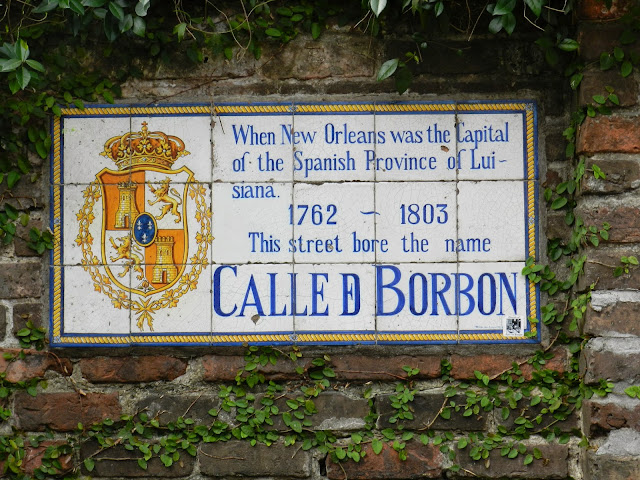 When New Orleans was the Capital
of the Spanish Province of Lui-
siana.
1762 ~ 1803
This street bore the name
CALLE D BORBON